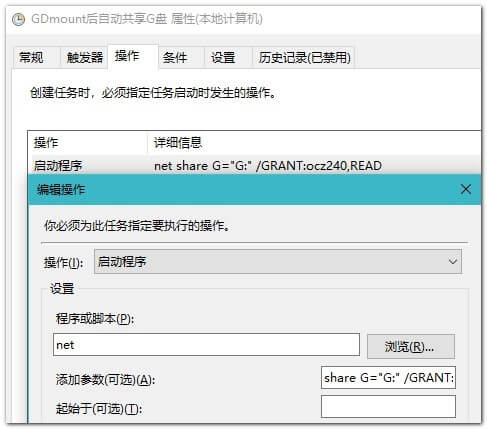 GDmount后自动共享G盘 属性(本地计算机)
常规 触发器 操作 条件 设置 历史记录(已禁用)
创建任务时，必须指定任务启动时发生的操作。
操作 详细信息
启动程序 net share G="G:" /GRANT:ocz240,READ
编辑操作
你必须为此任务指定要执行的操作。
操作(I): 启动程序
设置
程序或脚本(P):
net 浏览(R)...
添加参数(可选)(A): share G="G:" /GRANT:
起始于(可选)(T):